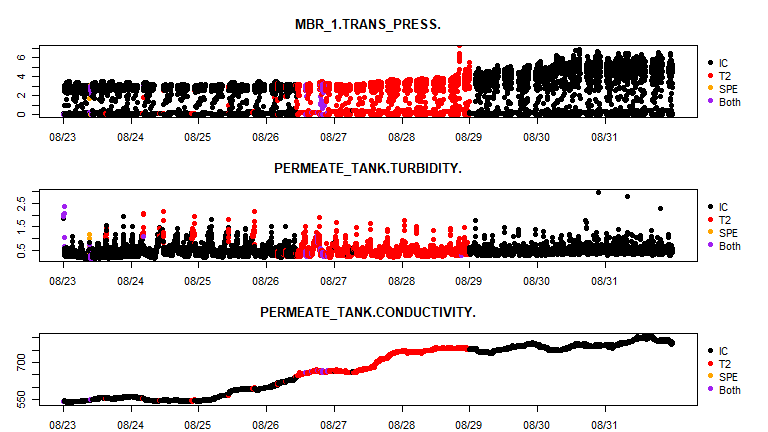 MBR_1.TRANS_PRESS.
6
4
2
0
08/23 08/24 08/25 08/26 08/27 08/28 08/29 08/30 08/31
IC
T2
SPE
Both
PERMEATE_TANK.TURBIDITY.
2.5
1.5
0.5
08/23 08/24 08/25 08/26 08/27 08/28 08/29 08/30 08/31
IC
T2
SPE
Both
PERMEATE_TANK.CONDUCTIVITY.
700
550
08/23 08/24 08/25 08/26 08/27 08/28 08/29 08/30 08/31
IC
T2
SPE
Both